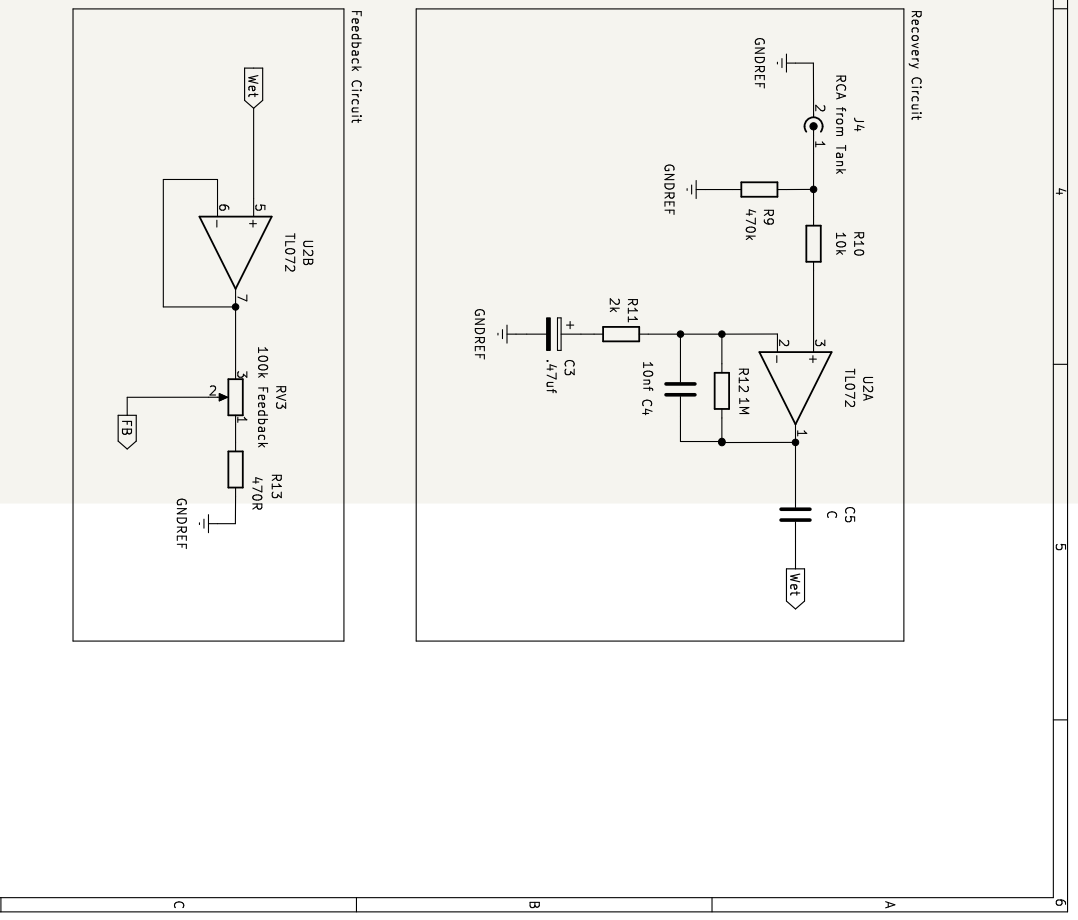 Recovery Circuit
GNDREF
J4
RCA from Tank
2
1
GNDREF
R9
470k
R10
10k
3
+
2
−
U2A
TL072
1
R11
2k
+
C3
.47uf
GNDREF
R12 1M
10nf C4
C5
C
Wet
Feedback Circuit
Wet
5
+
6
−
U2B
TL072
7
RV3
100k Feedback
3
2
1
FB
R13
470R
GNDREF
4
5
6
A
B
C